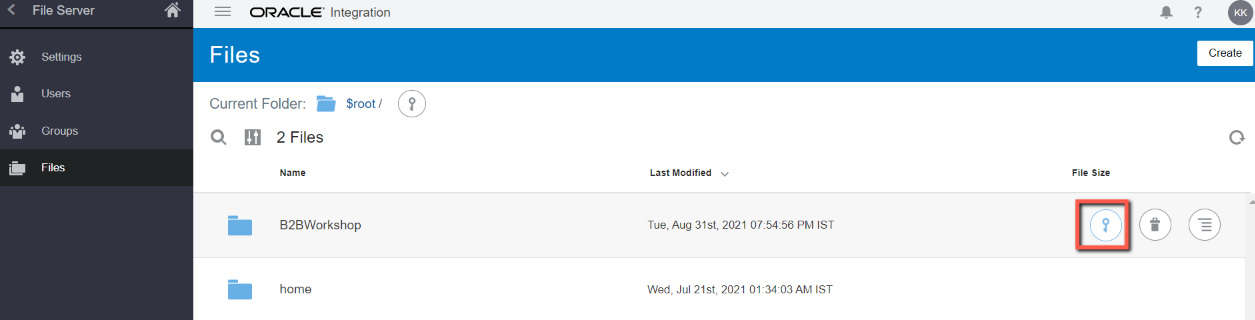 File Server
ORACLE Integration
?
KK
Settings
Users
Groups
Files
Files
Create
Current Folder: $root /
2 Files
Name Last Modified File Size
B2BWorkshop Tue, Aug 31st, 2021 07:54:56 PM IST
home Wed, Jul 21st, 2021 01:34:03 AM IST